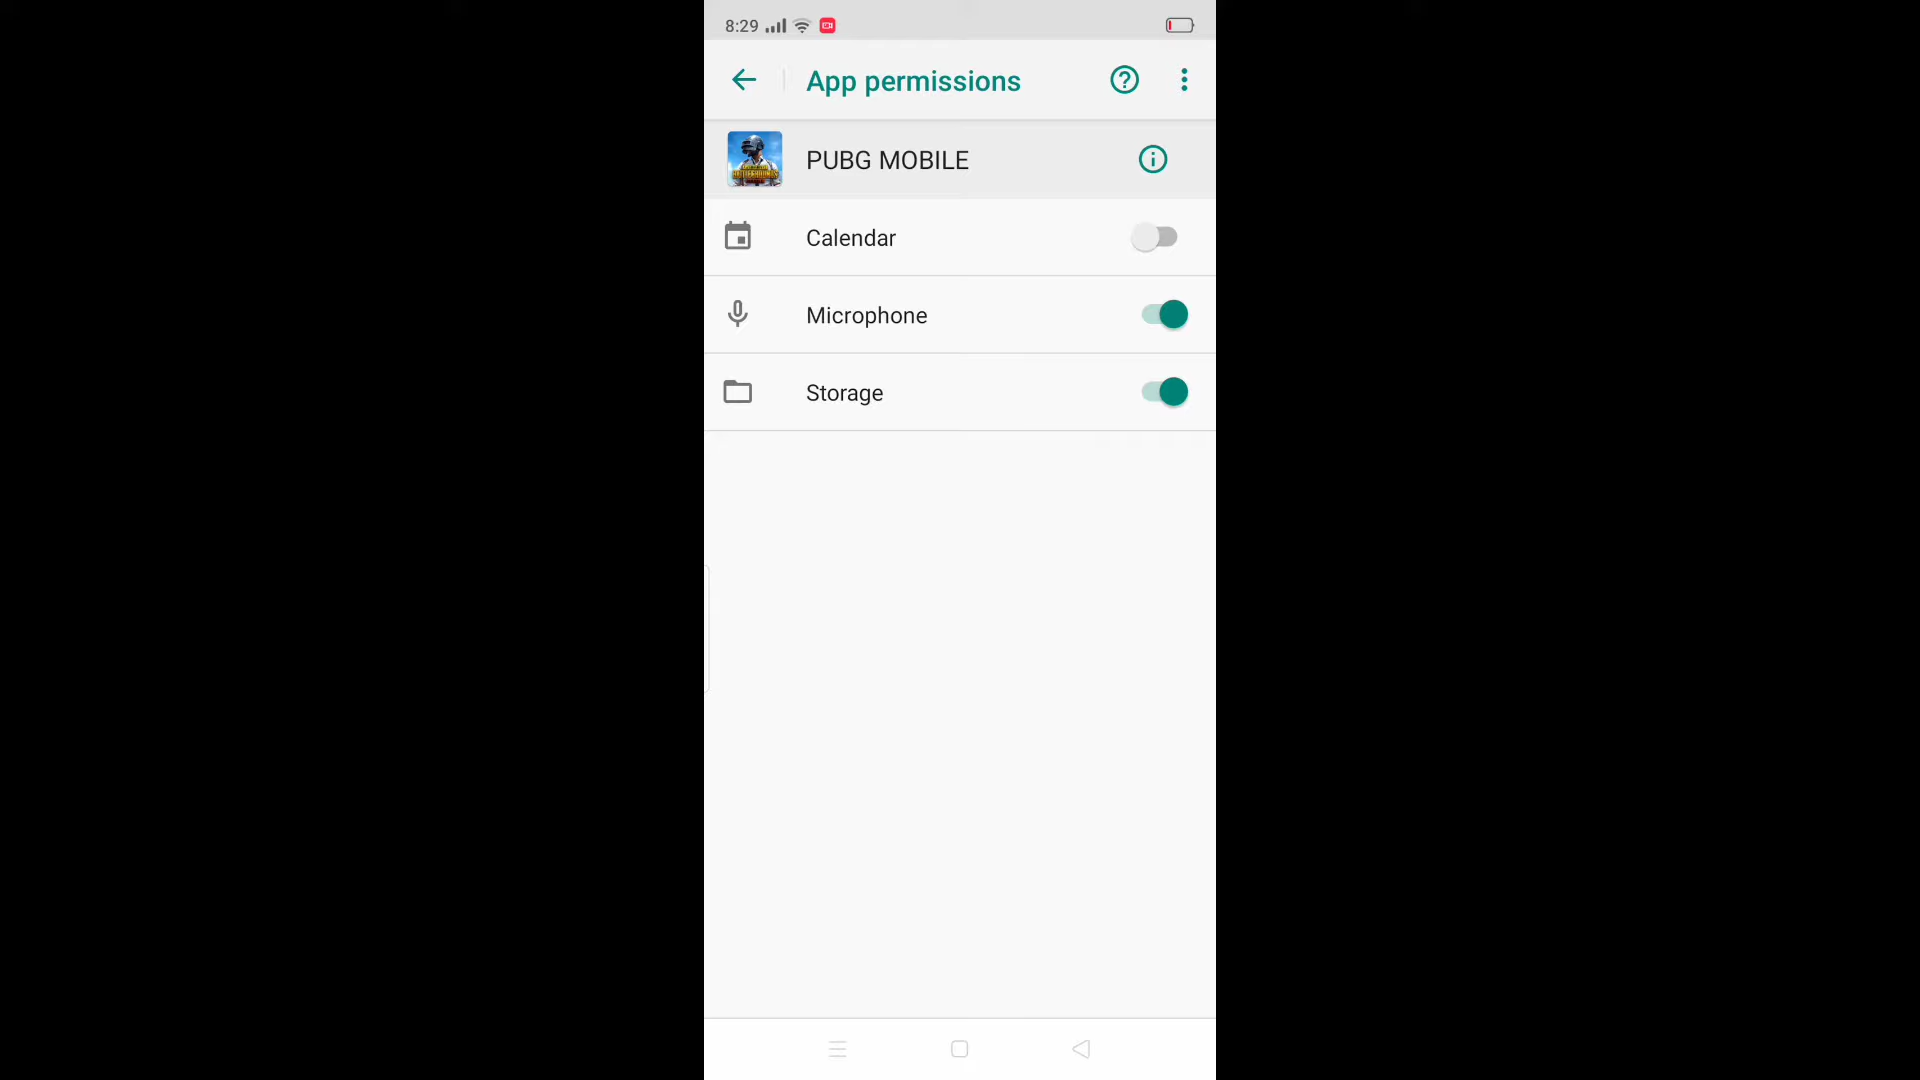 8:29
App permissions
PUBG MOBILE
Calendar
Microphone
Storage